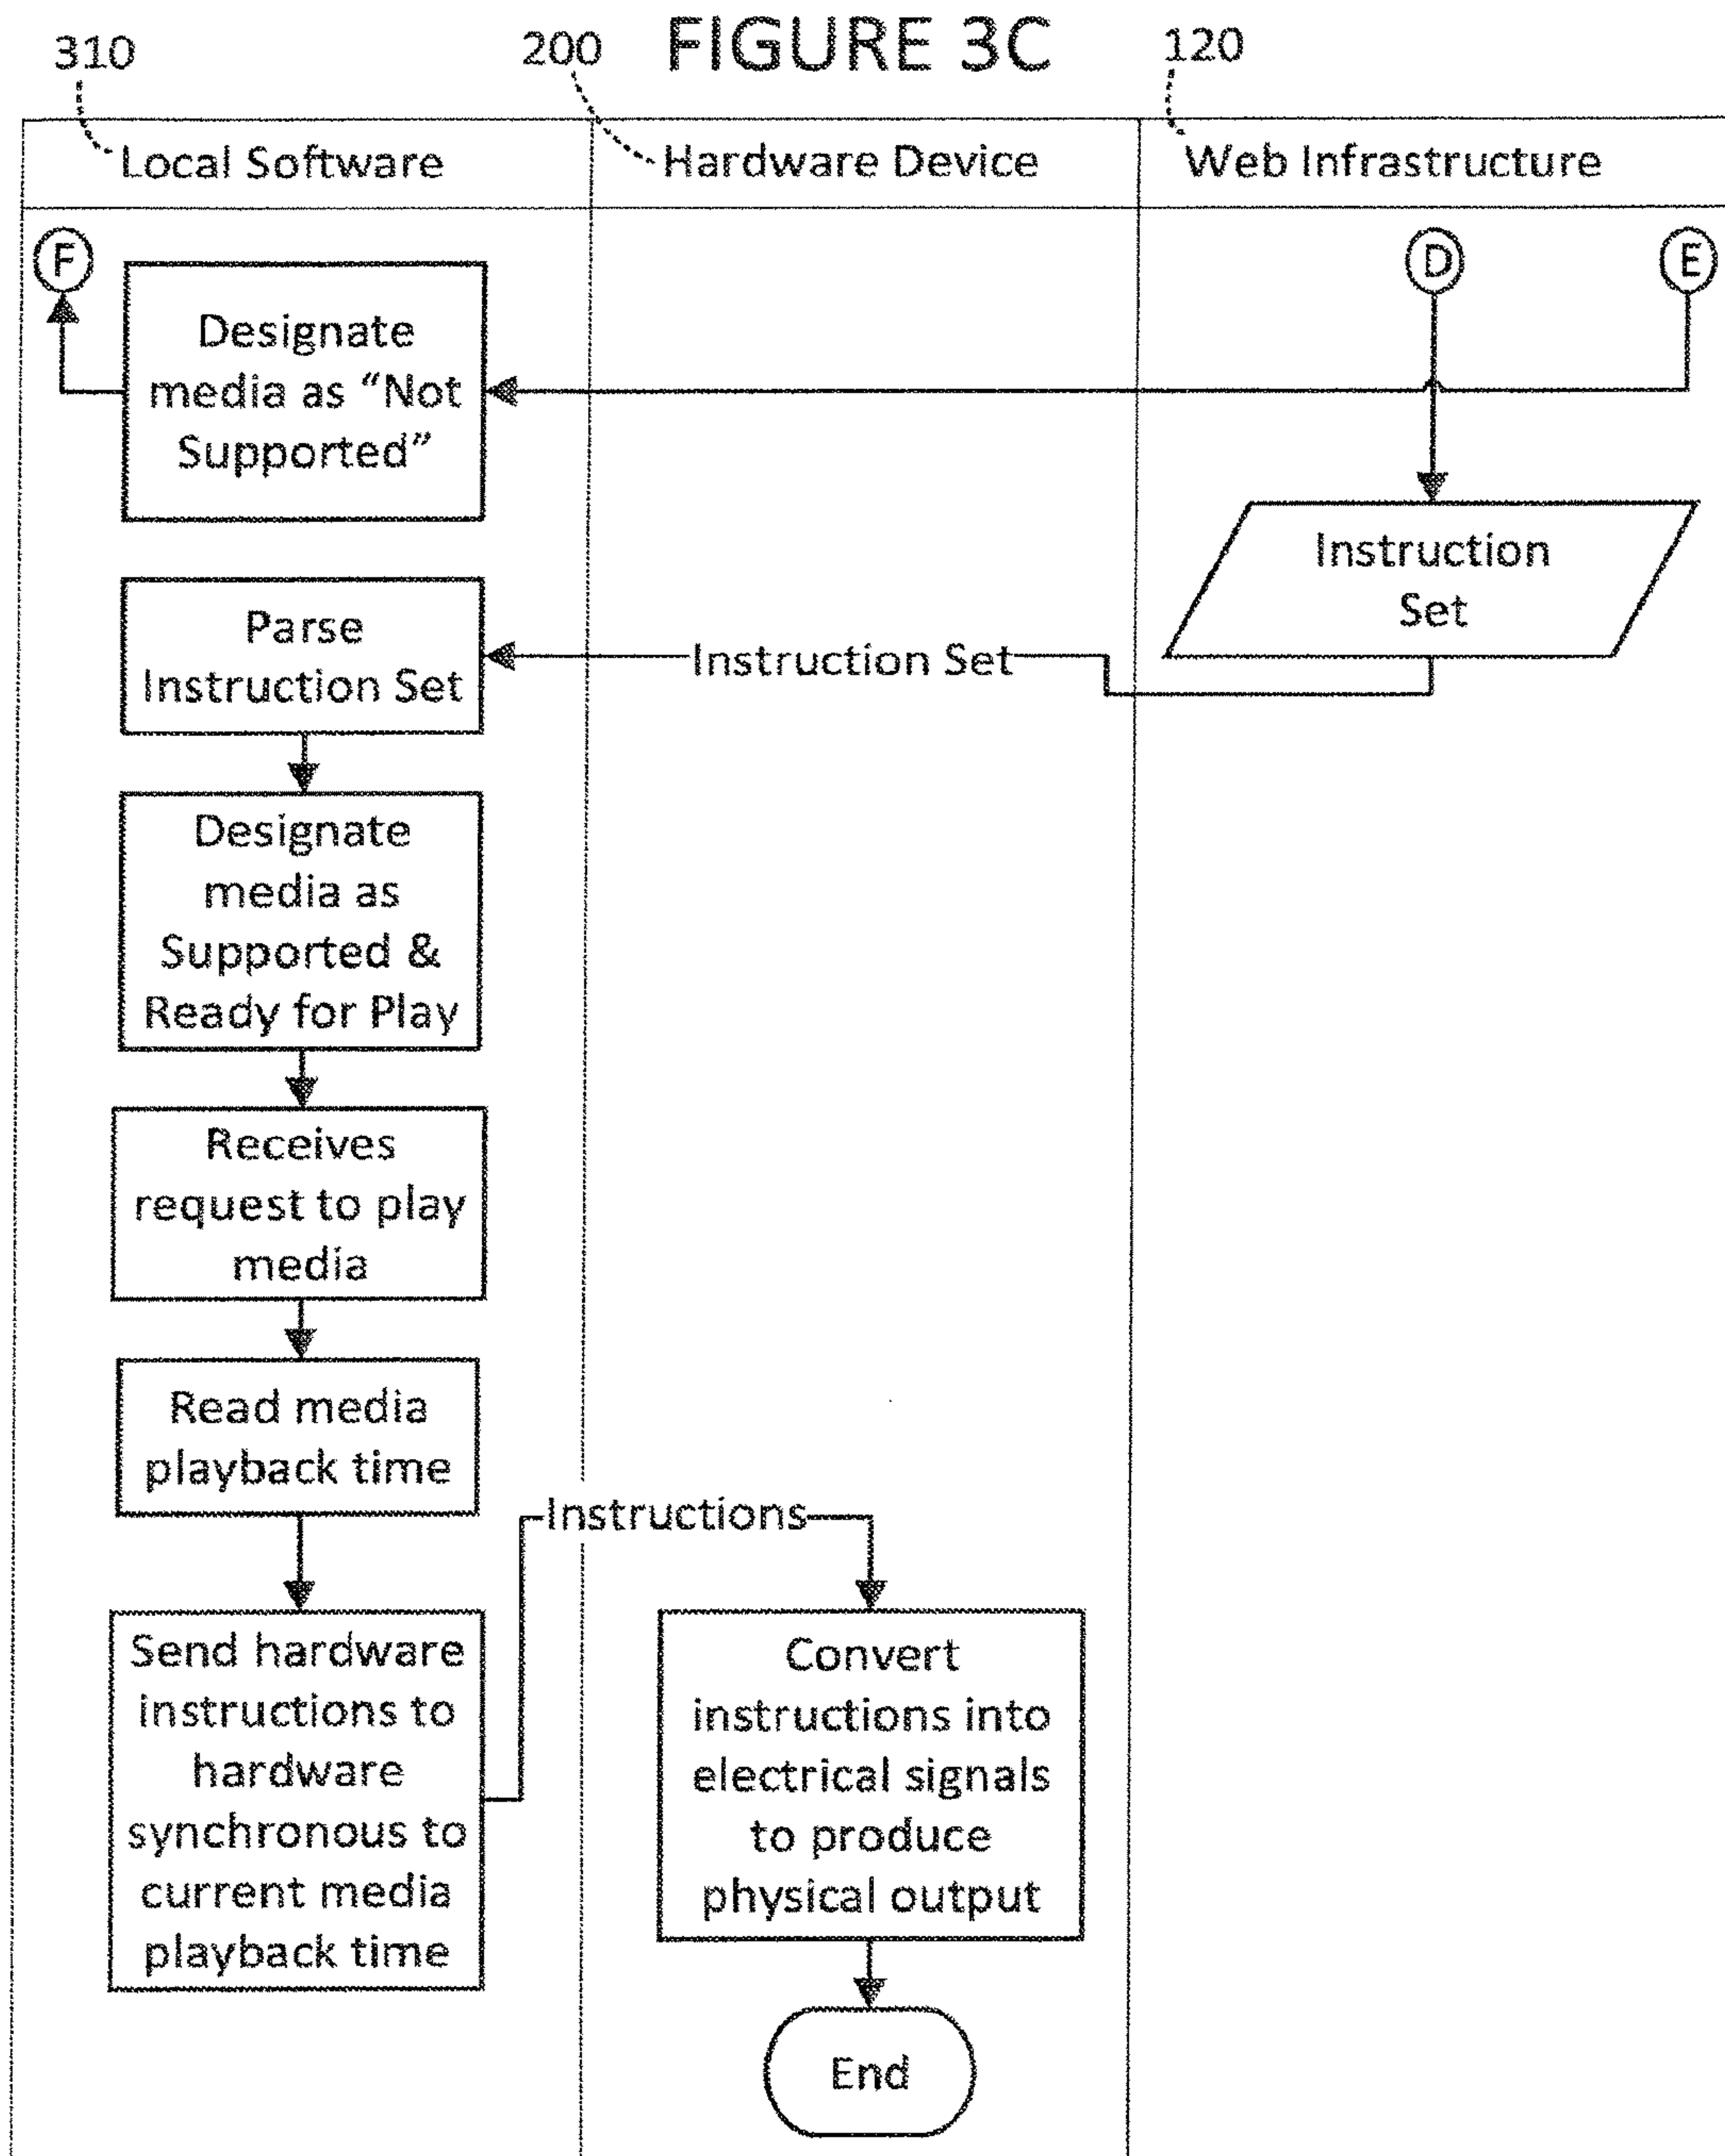 FIGURE 3C
310
200
120
Local Software
Hardware Device
Web Infrastructure
F
D
E
Designate
media as “Not
Supported”
Instruction
Set
Parse
Instruction Set
Instruction Set
Designate
media as
Supported &
Ready for Play
Receives
request to play
media
Read media
playback time
Instructions
Send hardware
instructions to
hardware
synchronous to
current media
playback time
Convert
instructions into
electrical signals
to produce
physical output
End